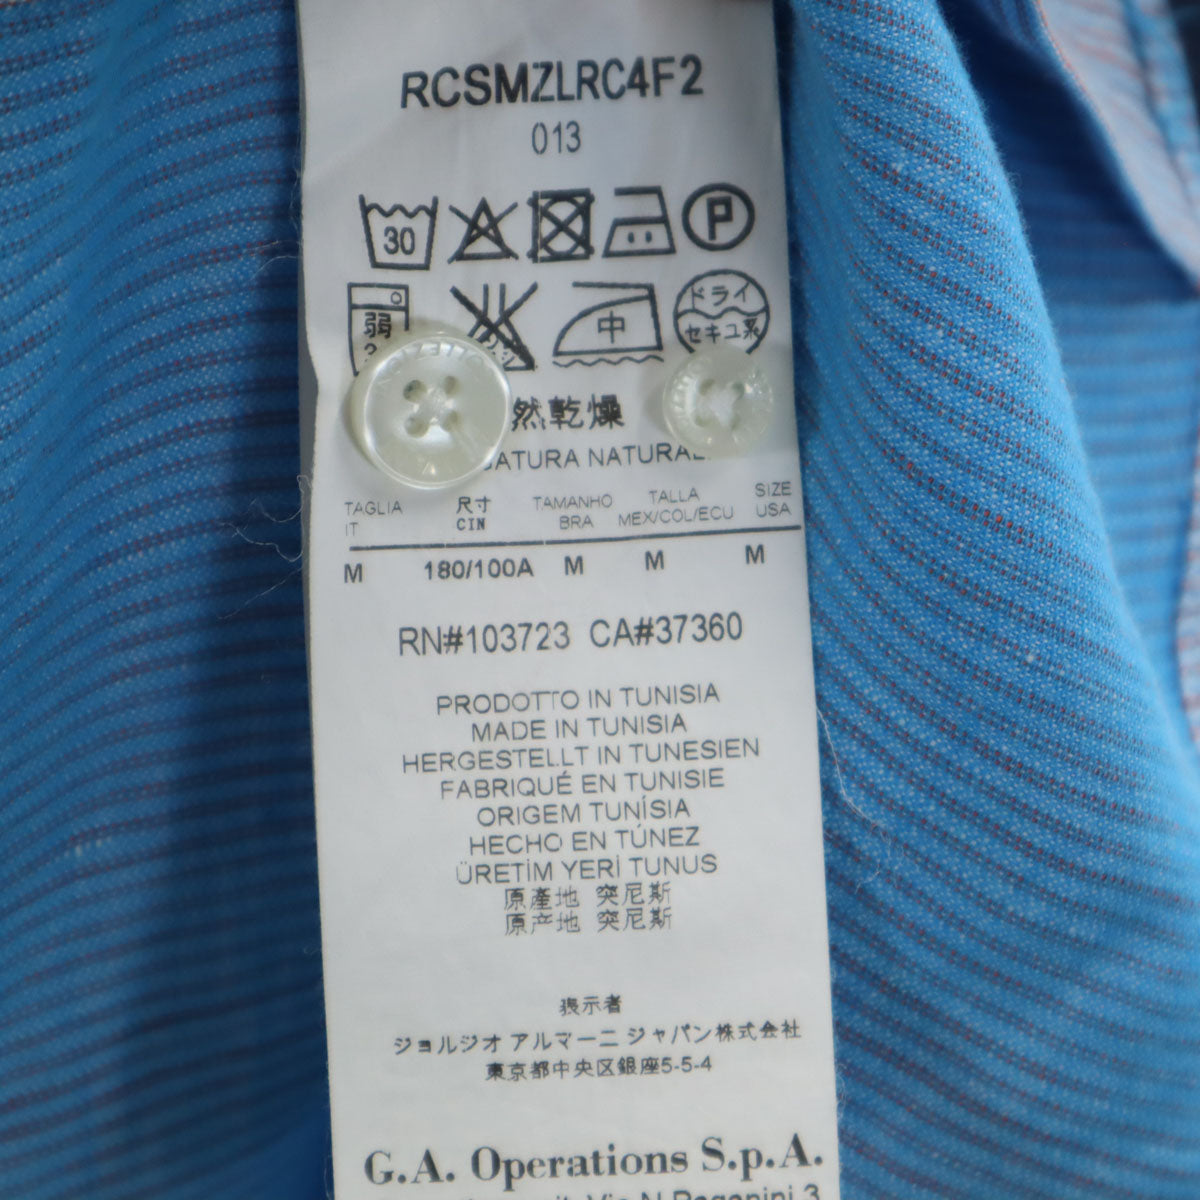 RCSMZLRC4F2
013
30 P
弱 中 ドライ
セキユ系
然乾燥
TAGLIA IT 尺寸 CIN TAMANHO BRA TALLA MEX/COL/ECU SIZE USA
M 180/100A M M M
RN#103723 CA#37360
PRODOTTO IN TUNISIA
MADE IN TUNISIA
HERGESTELLT IN TUNESIEN
FABRIQUÉ EN TUNISIE
ORIGEM TUNÍSIA
HECHO EN TÚNEZ
ÜRETİM YERİ TUNUS
原產地 突尼斯
原产地 突尼斯
表示者
ジョルジオ アルマーニ ジャパン株式会社
東京都中央区銀座5-5-4
G.A. Operations S.p.A.
Via N.Paganini 3